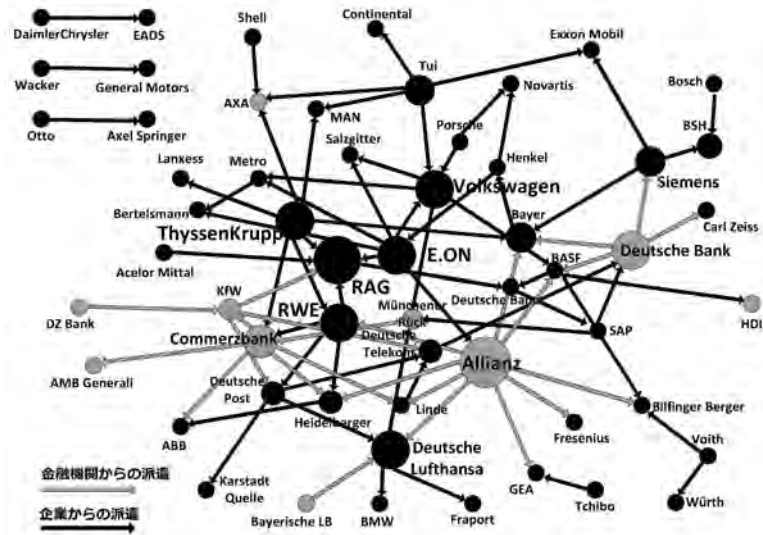 Shell
Continental
DaimlerChrysler
EADS
Exxon Mobil
Tui
Wacker
General Motors
AXA
MAN
Novartis
Bosch
Otto
Axel Springer
Salzgitter
Porsche
BSH
Lanxess
Metro
Henkel
Volkswagen
Siemens
Bertelsmann
ThyssenKrupp
Bayer
Carl Zeiss
E.ON
Deutsche Bank
Acelor Mittal
RAG
BASF
KfW
Deutsche Bahn
DZ Bank
RWE
Münchener
Rück
HDI
Commerzbank
Deutsche
Telekom
SAP
AMB Generali
Allianz
Deutsche
Post
Linde
Bilfinger Berger
ABB
Heidelbarger
Fresenius
Deutsche
Lufthansa
Voith
金融機関からの派遣
Karstadt
Quelle
GEA
企業からの派遣
Bayerische LB
BMW
Fraport
Tchibo
Würth